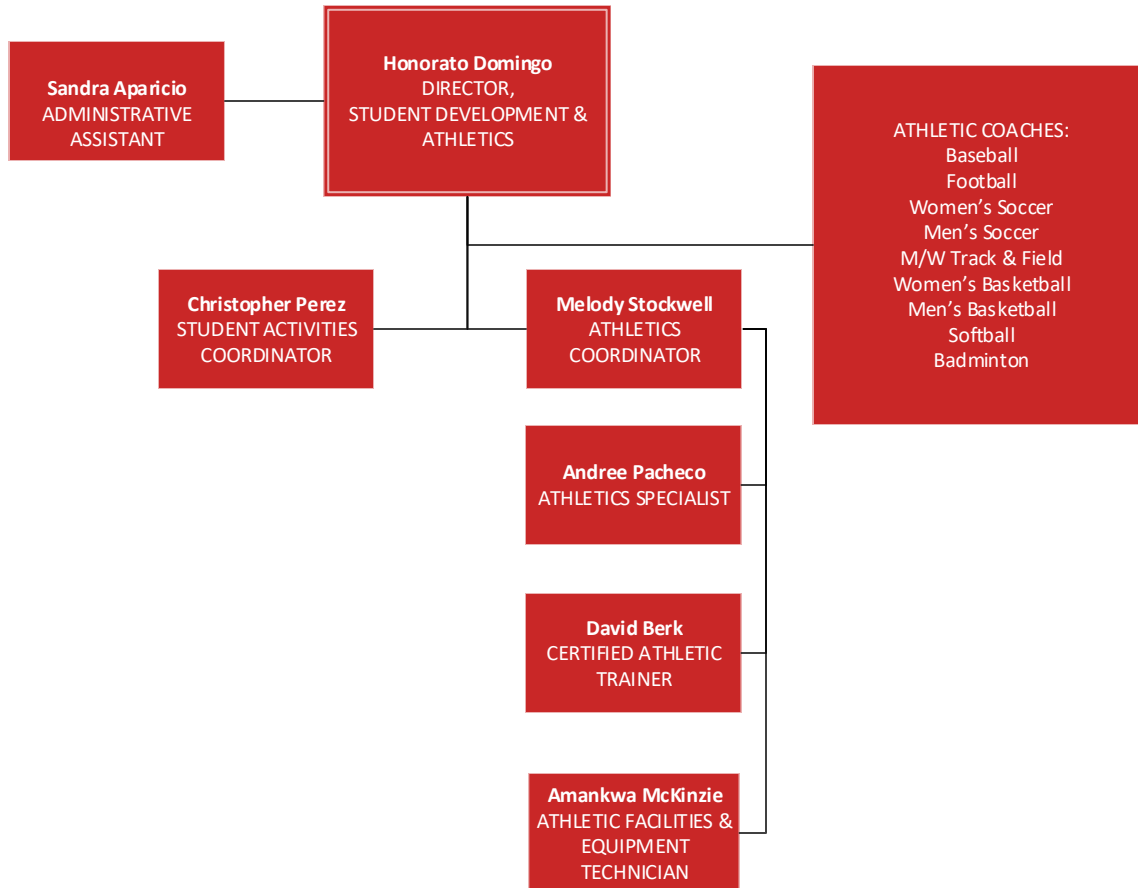 Sandra Aparicio
ADMINISTRATIVE
ASSISTANT
Honorato Domingo
DIRECTOR,
STUDENT DEVELOPMENT &
ATHLETICS
ATHLETIC COACHES:
Baseball
Football
Women’s Soccer
Men’s Soccer
M/W Track & Field
Women’s Basketball
Men’s Basketball
Softball
Badminton
Christopher Perez
STUDENT ACTIVITIES
COORDINATOR
Melody Stockwell
ATHLETICS
COORDINATOR
Andree Pacheco
ATHLETICS SPECIALIST
David Berk
CERTIFIED ATHLETIC
TRAINER
Amankwa McKinzie
ATHLETIC FACILITIES &
EQUIPMENT
TECHNICIAN